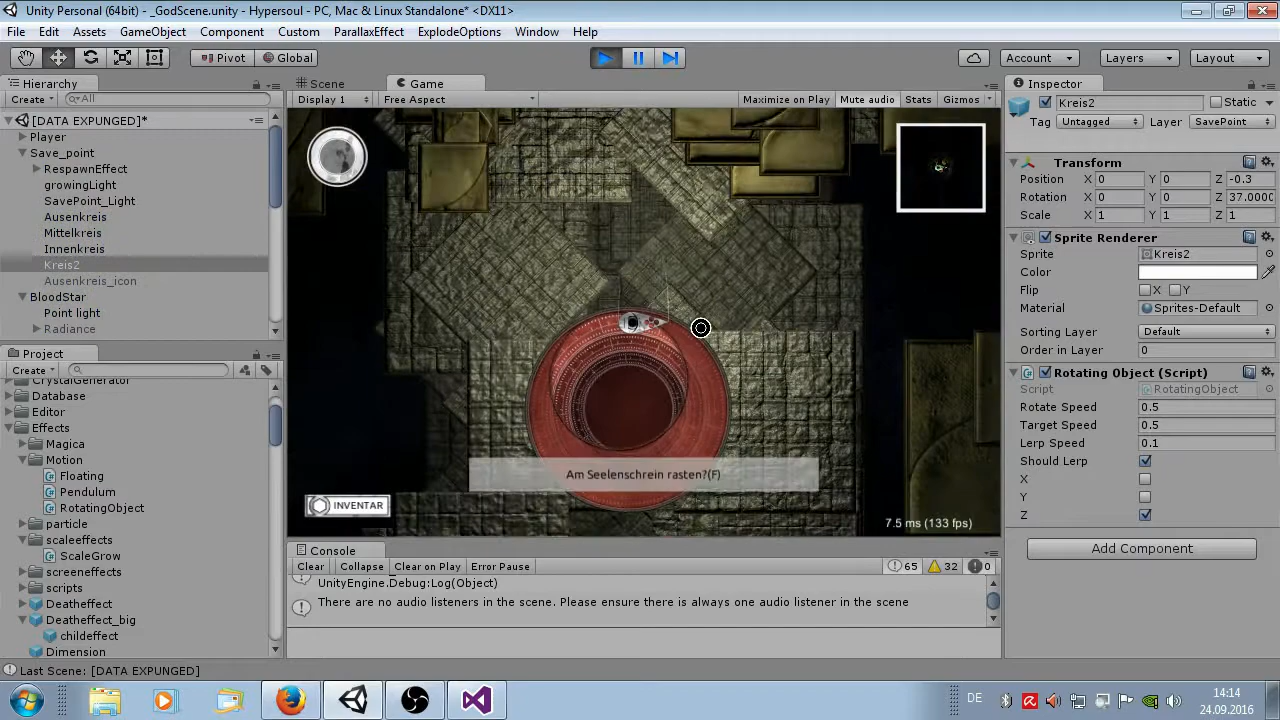 Unity Personal (64bit) - _GodScene.unity - Hypersoul - PC, Mac & Linux Standalone* <DX11>
File Edit Assets GameObject Component Custom ParallaxEffect ExplodeOptions Window Help
Pivot Global Account Layers Layout
Hierarchy
Create All
[DATA EXPUNGED]*
Player
Save_point
RespawnEffect
growingLight
SavePoint_Light
Ausenkreis
Mittelkreis
Innenkreis
Kreis2
Ausenkreis_icon
BloodStar
Point light
Radiance
Project
Create
CrystalGenerator
Database
Editor
Effects
Magica
Motion
Floating
Pendulum
RotatingObject
particle
scaleeffects
ScaleGrow
screeneffects
scripts
Deatheffect
Deatheffect_big
childeffect
Dimension
Scene Game
Display 1 Free Aspect Maximize on Play Mute audio Stats Gizmos
Am Seelenschrein rasten?(F)
INVENTAR
7.5 ms (133 fps)
Console
Clear Collapse Clear on Play Error Pause 65 32 0
UnityEngine.Debug:Log(Object)
There are no audio listeners in the scene. Please ensure there is always one audio listener in the scene
Inspector
Kreis2 Static
Tag Untagged Layer SavePoint
Transform
Position X 0 Y 0 Z -0.3
Rotation X 0 Y 0 Z 37.0000
Scale X 1 Y 1 Z 1
Sprite Renderer
Sprite Kreis2
Color
Flip X Y
Material Sprites-Default
Sorting Layer Default
Order in Layer 0
Rotating Object (Script)
Script RotatingObject
Rotate Speed 0.5
Target Speed 0.5
Lerp Speed 0.1
Should Lerp
X
Y
Z
Add Component
Last Scene: [DATA EXPUNGED]
DE
14:14
24.09.2016